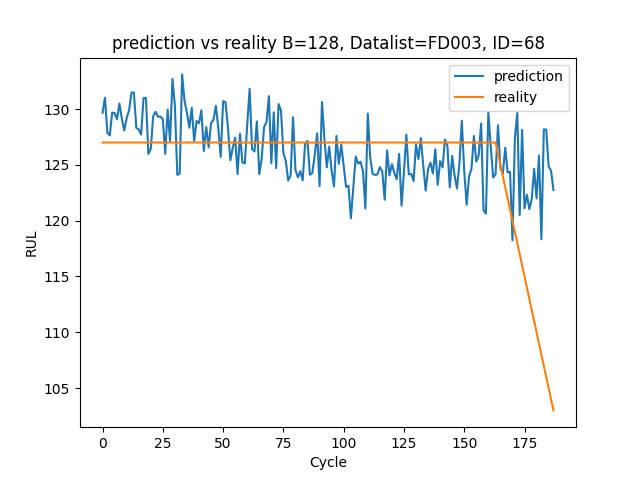 prediction vs reality B=128, Datalist=FD003, ID=68
prediction
reality
RUL
130
125
120
115
110
105
0 25 50 75 100 125 150 175
Cycle